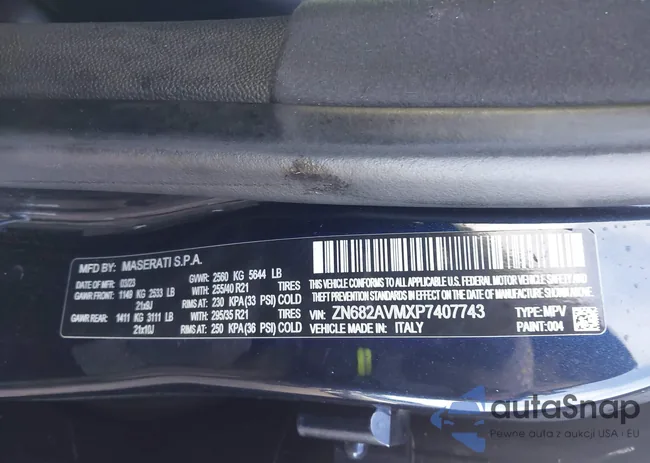 MFD BY: MASERATI S.P.A.
DATE OF MFR 03/23 GVWR: 2560 KG 5644 LB
GAWR FRONT: 1149 KG 2533 LB TIRES 255/40 R21
21x9J RIMS AT: 230 KPA (33 PSI) COLD
GAWR REAR: 1411 KG 3111 LB TIRES 295/35 R21
21x10J RIMS AT: 250 KPA (36 PSI) COLD
THIS VEHICLE CONFORMS TO ALL APPLICABLE U.S. FEDERAL MOTOR VEHICLE SAFETY
AND THEFT PREVENTION STANDARDS IN EFFECT ON THE DATE OF MANUFACTURE SHOWN ABOVE.
VIN: ZN682AVMXP7407743 TYPE: MPV
VEHICLE MADE IN: ITALY PAINT: 004
autoSnap
Pewne auta z aukcji USA i EU